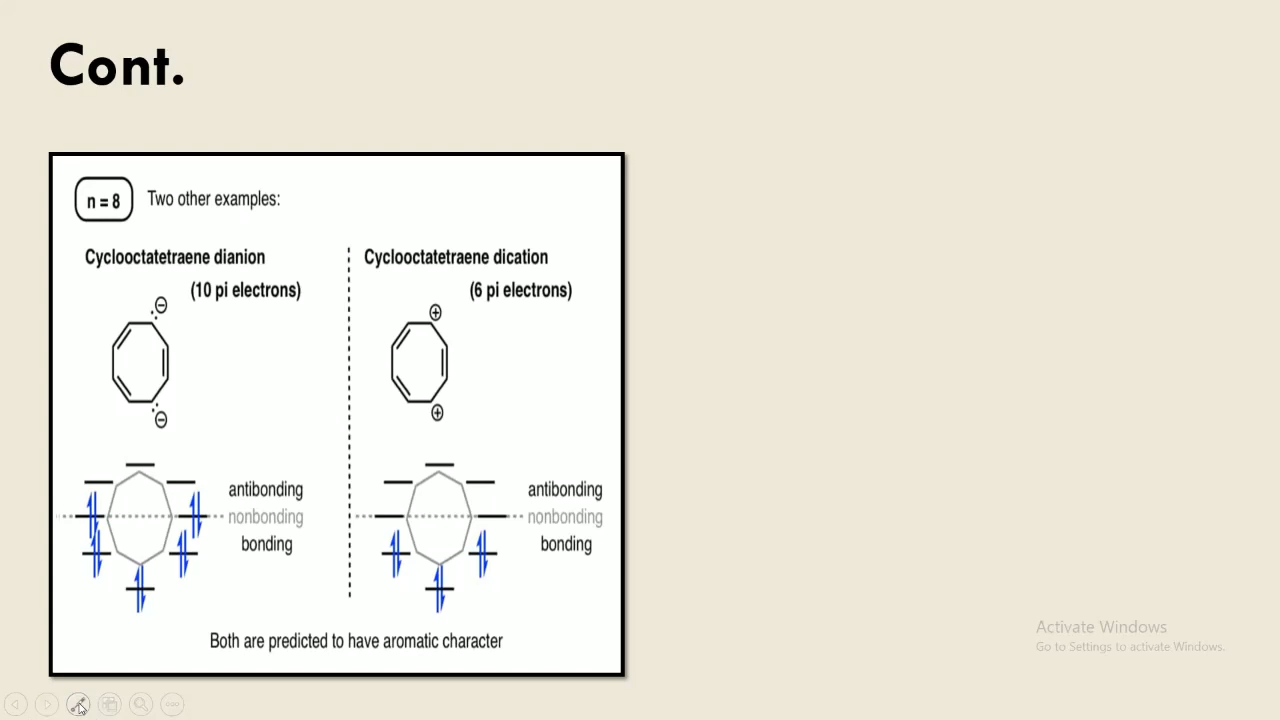 Cont.
n = 8 Two other examples:
Cyclooctatetraene dianion
(10 pi electrons)
Cyclooctatetraene dication
(6 pi electrons)
antibonding
nonbonding
bonding
antibonding
nonbonding
bonding
Both are predicted to have aromatic character
Activate Windows
Go to Settings to activate Windows.